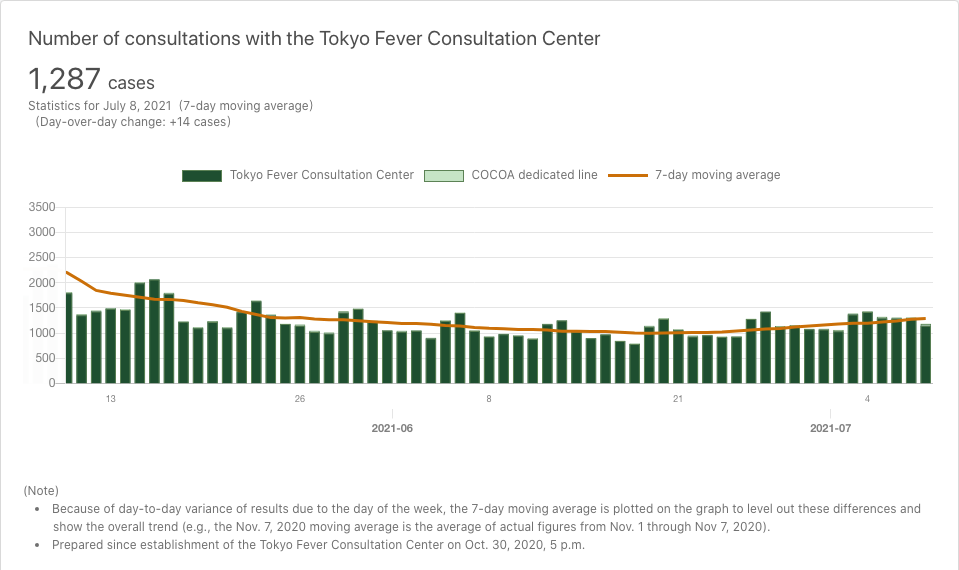 Number of consultations with the Tokyo Fever Consultation Center
1,287 cases
Statistics for July 8, 2021 (7-day moving average)
(Day-over-day change: +14 cases)
Tokyo Fever Consultation Center COCOA dedicated line 7-day moving average
3500
3000
2500
2000
1500
1000
500
0
13 26 8 21 4
2021-06 2021-07
(Note)
• Because of day-to-day variance of results due to the day of the week, the 7-day moving average is plotted on the graph to level out these differences and
show the overall trend (e.g., the Nov. 7, 2020 moving average is the average of actual figures from Nov. 1 through Nov 7, 2020).
• Prepared since establishment of the Tokyo Fever Consultation Center on Oct. 30, 2020, 5 p.m.